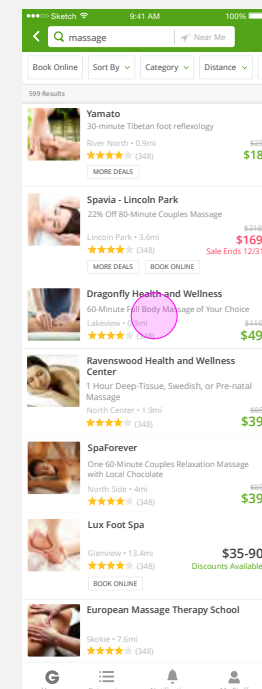 Sketch 9:41 AM 100%
massage Near Me
Book Online Sort By Category Distance
599 Results
Yamato
30-minute Tibetan foot reflexology
River North • 0.9mi
(348) $18
MORE DEALS
Spavia - Lincoln Park
22% Off 80-Minute Couples Massage
$218
Lincoln Park • 3.6mi $169
(348) Sale Ends 12/31
MORE DEALS BOOK ONLINE
Dragonfly Health and Wellness
60-Minute Full Body Massage of Your Choice
Lakeview • $110
$49
Ravenswood Health and Wellness
Center
1 Hour Deep-Tissue, Swedish, or Pre-natal
Massage
North Center • 1.9mi $85
(348) $39
SpaForever
One 60-Minute Couples Relaxation Massage
with Local Chocolate
North Side • 4mi $85
(348) $39
Lux Foot Spa
Glenview • 13.4mi $35-90
(348) Discounts Available
BOOK ONLINE
European Massage Therapy School
Skokie • 7.6mi
(348)